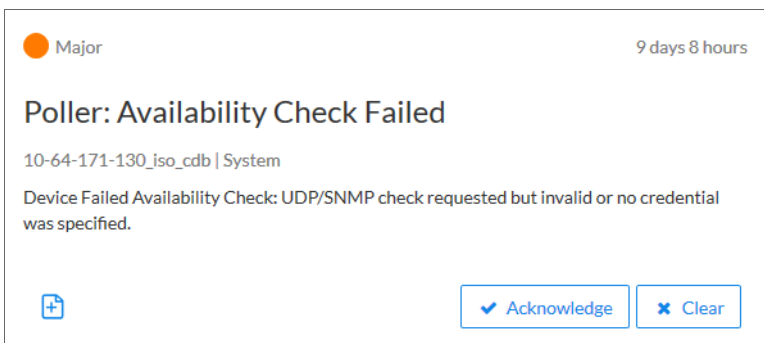 Major
9 days 8 hours
Poller: Availability Check Failed
10-64-171-130_iso_cdb | System
Device Failed Availability Check: UDP/SNMP check requested but invalid or no credential
was specified.
Acknowledge
Clear